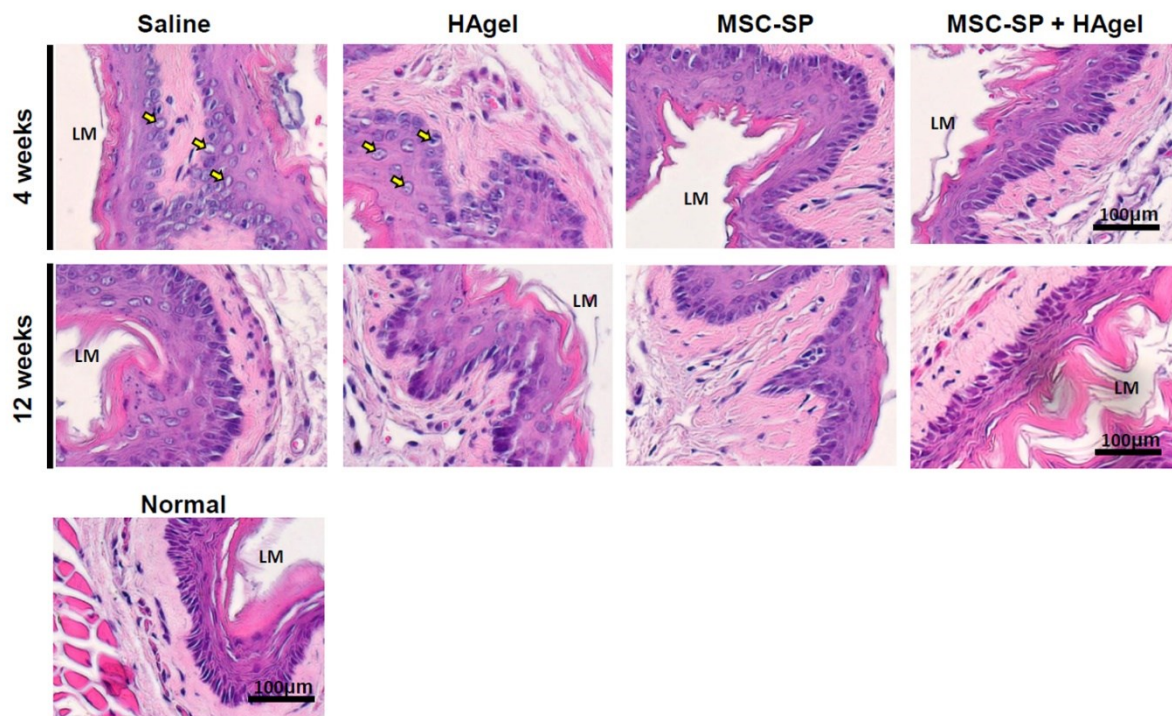 Saline HAgel MSC-SP MSC-SP + HAgel
4 weeks
LM
LM
LM
100µm
12 weeks
LM
LM
LM
100µm
Normal
LM
100µm